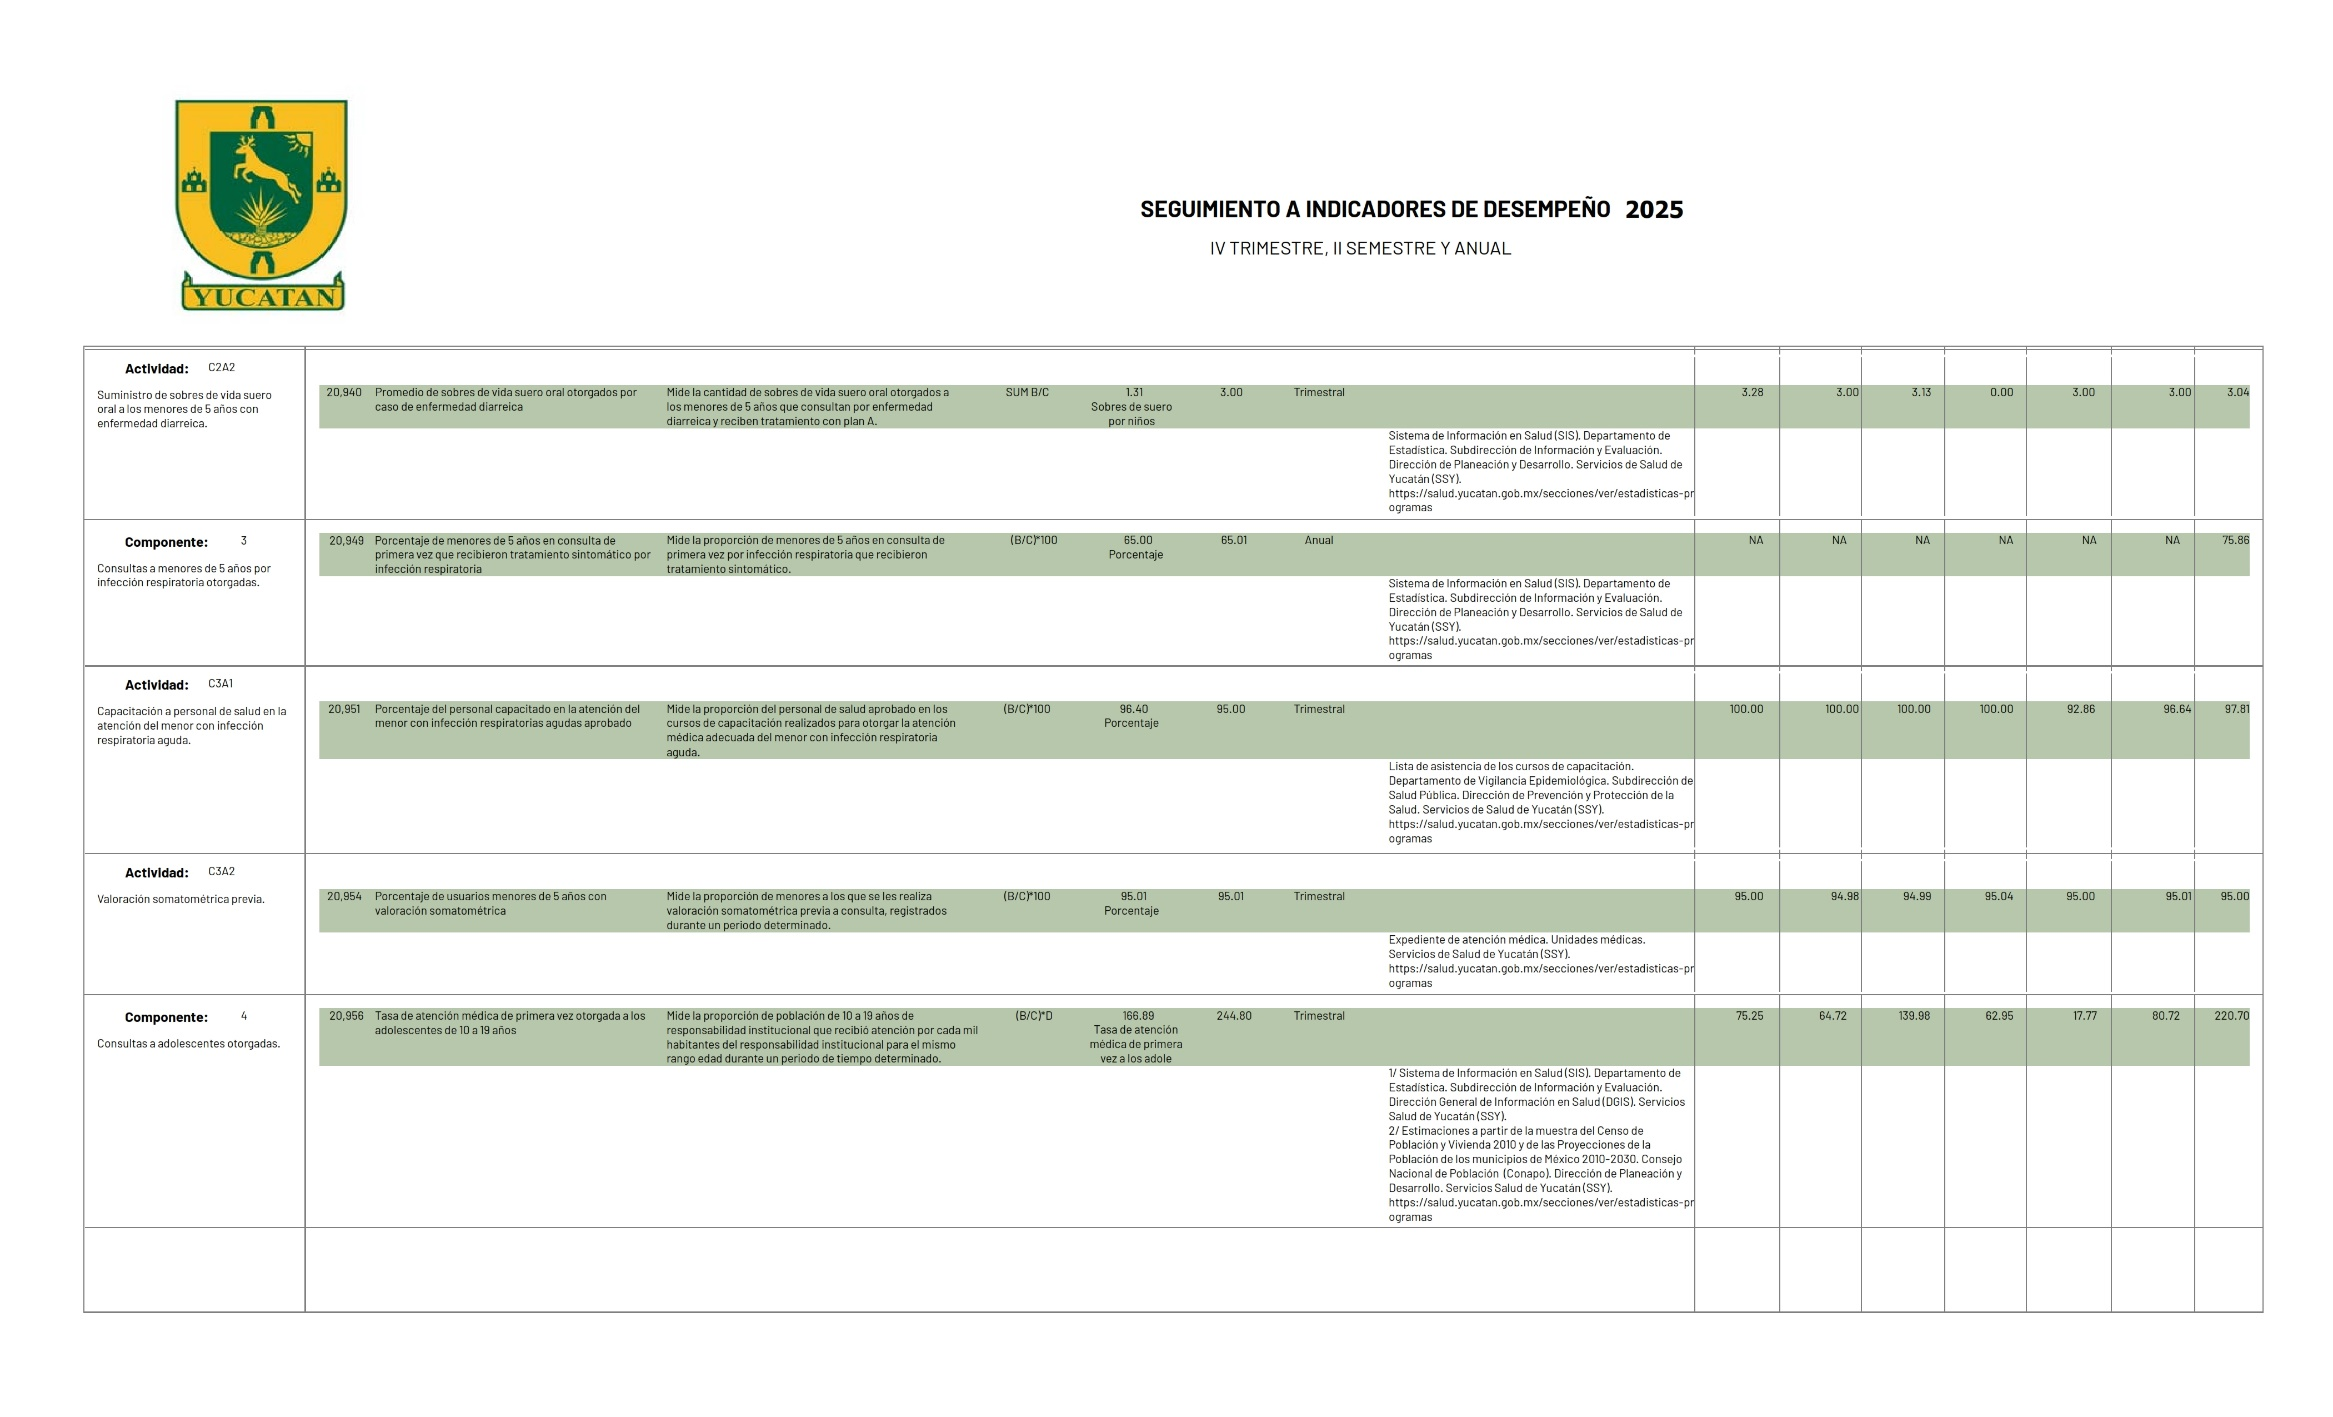 YUCATAN
SEGUIMIENTO A INDICADORES DE DESEMPEÑO 2025
IV TRIMESTRE, II SEMESTRE Y ANUAL
Actividad: C2A2
Suministro de sobres de vida suero
oral a los menores de 5 años con
enfermedad diarreica.
20,940 Promedio de sobres de vida suero oral otorgados por
caso de enfermedad diarreica
Mide la cantidad de sobres de vida suero oral otorgados a
los menores de 5 años que consultan por enfermedad
diarreica y reciben tratamiento con plan A.
SUM B/C
1.31
Sobres de suero
por niños
3.00
Trimestral
3.28 3.00 3.13 0.00 3.00 3.00 3.04
Sistema de Información en Salud (SIS). Departamento de
Estadística. Subdirección de Información y Evaluación.
Dirección de Planeación y Desarrollo. Servicios de Salud de
Yucatán (SSY).
https://salud.yucatan.gob.mx/secciones/ver/estadisticas-pr
ogramas
Componente: 3
Consultas a menores de 5 años por
infección respiratoria otorgadas.
20,949 Porcentaje de menores de 5 años en consulta de
primera vez que recibieron tratamiento sintomático por
infección respiratoria
Mide la proporción de menores de 5 años en consulta de
primera vez por infección respiratoria que recibieron
tratamiento sintomático.
(B/C)*100
65.00
Porcentaje
65.01
Anual
NA NA NA NA NA NA 75.86
Sistema de Información en Salud (SIS). Departamento de
Estadística. Subdirección de Información y Evaluación.
Dirección de Planeación y Desarrollo. Servicios de Salud de
Yucatán (SSY).
https://salud.yucatan.gob.mx/secciones/ver/estadisticas-pr
ogramas
Actividad: C3A1
Capacitación a personal de salud en la
atención del menor con infección
respiratoria aguda.
20,951 Porcentaje del personal capacitado en la atención del
menor con infección respiratorias agudas aprobado
Mide la proporción del personal de salud aprobado en los
cursos de capacitación realizados para otorgar la atención
médica adecuada del menor con infección respiratoria
aguda.
(B/C)*100
96.40
Porcentaje
95.00
Trimestral
100.00 100.00 100.00 100.00 92.86 96.64 97.81
Lista de asistencia de los cursos de capacitación.
Departamento de Vigilancia Epidemiológica. Subdirección de
Salud Pública. Dirección de Prevención y Protección de la
Salud. Servicios de Salud de Yucatán (SSY).
https://salud.yucatan.gob.mx/secciones/ver/estadisticas-pr
ogramas
Actividad: C3A2
Valoración somatométrica previa.
20,954 Porcentaje de usuarios menores de 5 años con
valoración somatométrica
Mide la proporción de menores a los que se les realiza
valoración somatométrica previa a consulta, registrados
durante un periodo determinado.
(B/C)*100
95.01
Porcentaje
95.01
Trimestral
95.00 94.98 94.99 95.04 95.00 95.01 95.00
Expediente de atención médica. Unidades médicas.
Servicios de Salud de Yucatán (SSY).
https://salud.yucatan.gob.mx/secciones/ver/estadisticas-pr
ogramas
Componente: 4
Consultas a adolescentes otorgadas.
20,956 Tasa de atención médica de primera vez otorgada a los
adolescentes de 10 a 19 años
Mide la proporción de población de 10 a 19 años de
responsabilidad institucional que recibió atención por cada mil
habitantes del responsabilidad institucional para el mismo
rango edad durante un periodo de tiempo determinado.
(B/C)*D
166.89
Tasa de atención
médica de primera
vez a los adole
244.80
Trimestral
75.25 64.72 139.98 62.95 17.77 80.72 220.70
1/ Sistema de Información en Salud (SIS). Departamento de
Estadística. Subdirección de Información y Evaluación.
Dirección General de Información en Salud (DGIS). Servicios
Salud de Yucatán (SSY).
2/ Estimaciones a partir de la muestra del Censo de
Población y Vivienda 2010 y de las Proyecciones de la
Población de los municipios de México 2010-2030. Consejo
Nacional de Población (Conapo). Dirección de Planeación y
Desarrollo. Servicios Salud de Yucatán (SSY).
https://salud.yucatan.gob.mx/secciones/ver/estadisticas-pr
ogramas